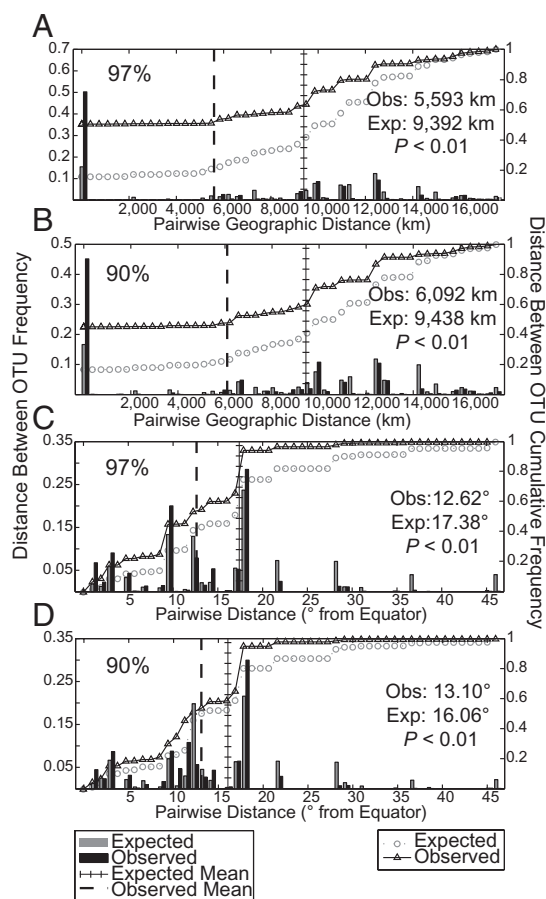 A
97%
0.7
0.6
0.5
0.4
0.3
0.2
0.1
1
0.8
0.6
0.4
0.2
Obs: 5,593 km
Exp: 9,392 km
P < 0.01
2,000 4,000 6,000 8,000 10,000 12,000 14,000 16,000
Pairwise Geographic Distance (km)
B
90%
0.5
0.4
0.3
0.2
0.1
1
0.8
0.6
0.4
0.2
Obs: 6,092 km
Exp: 9,438 km
P < 0.01
2,000 4,000 6,000 8,000 10,000 12,000 14,000 16,000
Pairwise Geographic Distance (km)
C
97%
0.35
0.25
0.15
0.05
1
0.8
0.6
0.4
0.2
Obs:12.62°
Exp:17.38°
P < 0.01
0 5 10 15 20 25 30 35 40 45
Pairwise Distance (° from Equator)
D
90%
0.35
0.25
0.15
0.05
1
0.8
0.6
0.4
0.2
Obs: 13.10°
Exp: 16.06°
P < 0.01
5 10 15 20 25 30 35 40 45
Pairwise Distance (° from Equator)
Distance Between OTU Frequency
Distance Between OTU Cumulative Frequency
Expected
Observed
Expected Mean
Observed Mean
Expected
Observed